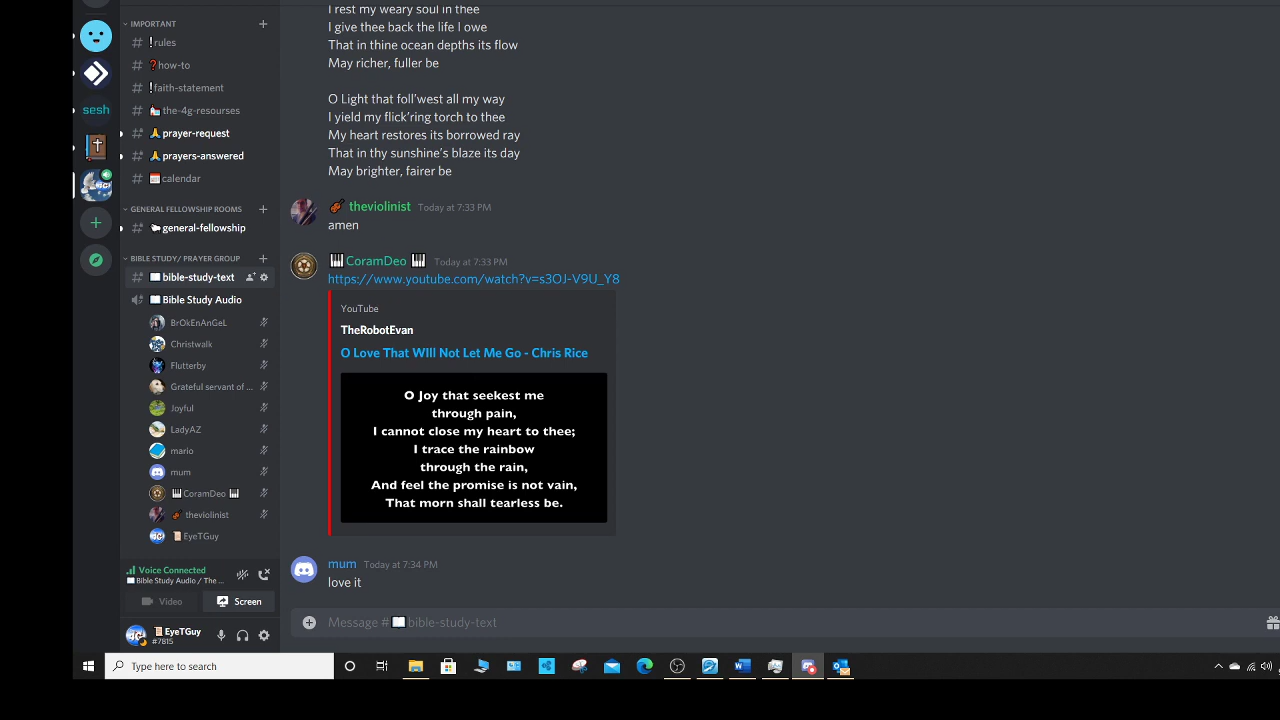 IMPORTANT
!rules
?how-to
!faith-statement
the-4g-resourses
prayer-request
prayers-answered
calendar
GENERAL FELLOWSHIP ROOMS
general-fellowship
BIBLE STUDY/ PRAYER GROUP
bible-study-text
Bible Study Audio
BrOkEnAnGeL
Christwalk
Flutterby
Grateful servant of ...
Joyful
LadyAZ
mario
mum
CoramDeo
theviolinist
EyeTGuy
Voice Connected
Bible Study Audio / The ...
Video
Screen
EyeTGuy
#7815
sesh
I rest my weary soul in thee
I give thee back the life I owe
That in thine ocean depths its flow
May richer, fuller be
O Light that foll’west all my way
I yield my flick’ring torch to thee
My heart restores its borrowed ray
That in thy sunshine’s blaze its day
May brighter, fairer be
theviolinist Today at 7:33 PM
amen
CoramDeo Today at 7:33 PM
https://www.youtube.com/watch?v=s3OJ-V9U_Y8
YouTube
TheRobotEvan
O Love That WIll Not Let Me Go - Chris Rice
O Joy that seekest me
through pain,
I cannot close my heart to thee;
I trace the rainbow
through the rain,
And feel the promise is not vain,
That morn shall tearless be.
mum Today at 7:34 PM
love it
Message # bible-study-text
Type here to search